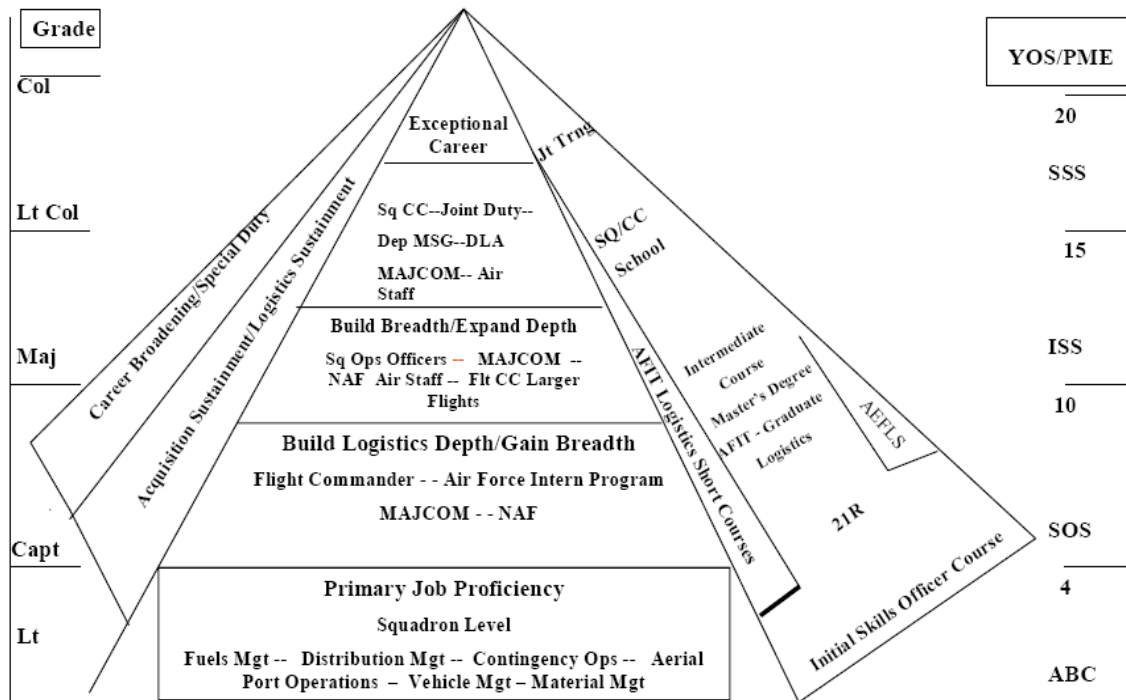 Grade
Col
Lt Col
Maj
Capt
Lt
Career Broadening/Special Duty
Acquisition Sustainment/Logistics Sustainment
Exceptional
Career
Sq CC--Joint Duty--
Dep MSG--DLA
MAJCOM-- Air
Staff
Build Breadth/Expand Depth
Sq Ops Officers -- MAJCOM --
NAF Air Staff -- Flt CC Larger
Flights
Build Logistics Depth/Gain Breadth
Flight Commander - - Air Force Intern Program
MAJCOM - - NAF
Primary Job Proficiency
Squadron Level
Fuels Mgt -- Distribution Mgt -- Contingency Ops -- Aerial
Port Operations – Vehicle Mgt – Material Mgt
AFIT Logistics Short Courses
Jt Trng
SQ/CC
School
Intermediate
Course
Master's Degree
AFIT - Graduate
Logistics
AEFLS
21R
Initial Skills Officer Course
YOS/PME
20
SSS
15
ISS
10
SOS
4
ABC